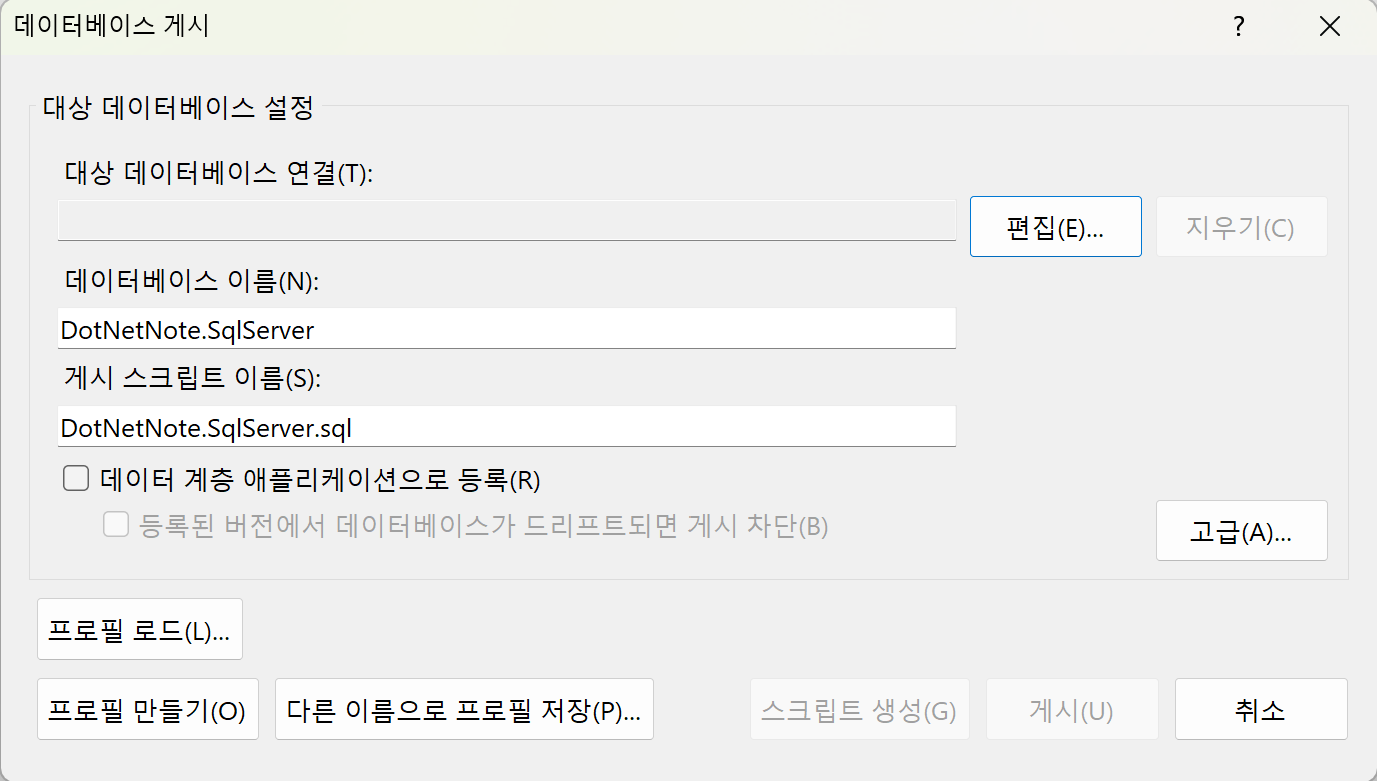 데이터베이스 게시
대상 데이터베이스 설정
대상 데이터베이스 연결(T):
편집(E)...
지우기(C)
데이터베이스 이름(N):
DotNetNote.SqlServer
게시 스크립트 이름(S):
DotNetNote.SqlServer.sql
데이터 계층 애플리케이션으로 등록(R)
등록된 버전에서 데이터베이스가 드리프트되면 게시 차단(B)
고급(A)...
프로필 로드(L)...
프로필 만들기(O)
다른 이름으로 프로필 저장(P)...
스크립트 생성(G)
게시(U)
취소